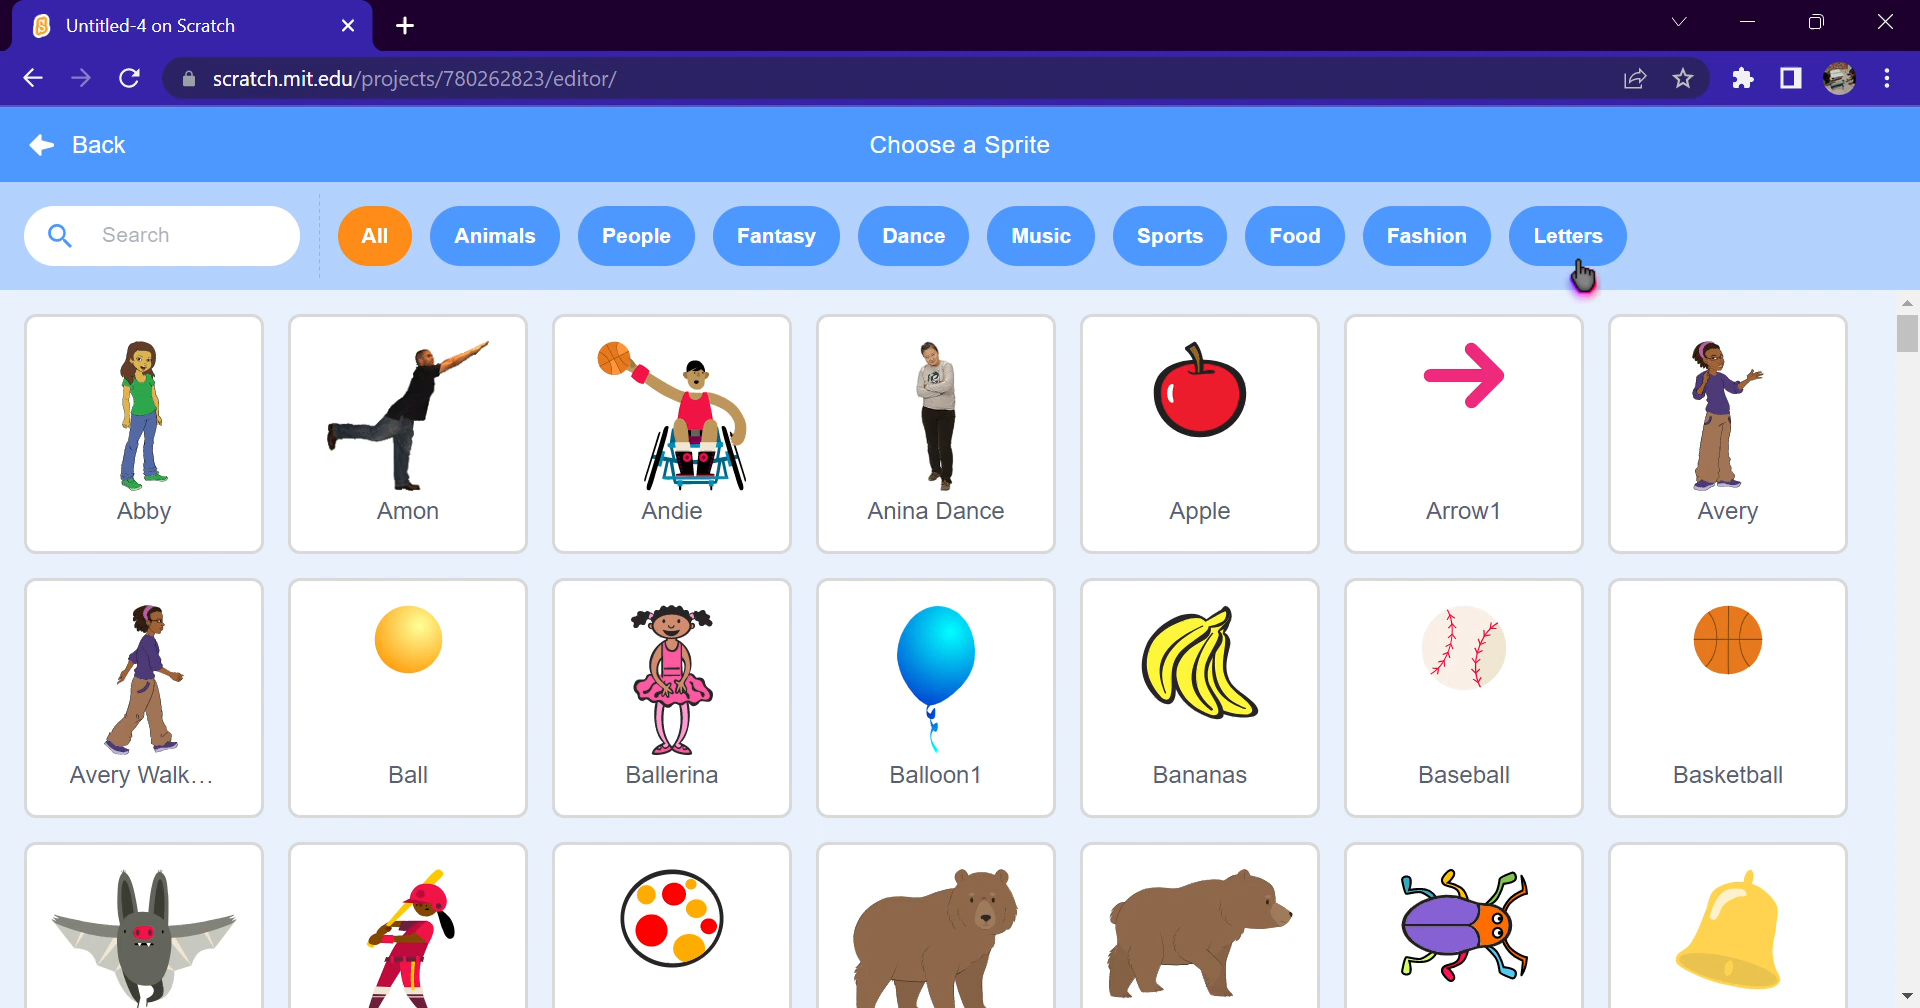 Untitled-4 on Scratch
scratch.mit.edu/projects/780262823/editor/
Back
Choose a Sprite
Search
All
Animals
People
Fantasy
Dance
Music
Sports
Food
Fashion
Letters
Abby
Amon
Andie
Anina Dance
Apple
Arrow1
Avery
Avery Walk...
Ball
Ballerina
Balloon1
Bananas
Baseball
Basketball